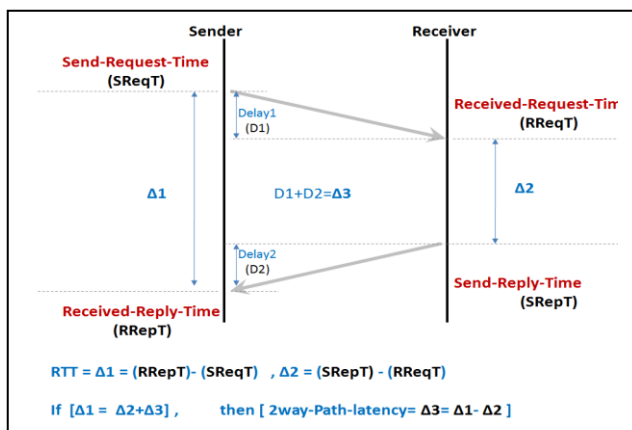 Sender Receiver
Send-Request-Time
(SReqT)
Delay1
(D1)
Received-Request-Time
(RReqT)
Δ1
D1+D2=Δ3
Δ2
Delay2
(D2)
Received-Reply-Time
(RRepT)
Send-Reply-Time
(SRepT)
RTT = Δ1 = (RRepT)- (SReqT) , Δ2 = (SRepT) - (RReqT)
If [Δ1 = Δ2+Δ3] , then [ 2way-Path-latency= Δ3= Δ1- Δ2 ]